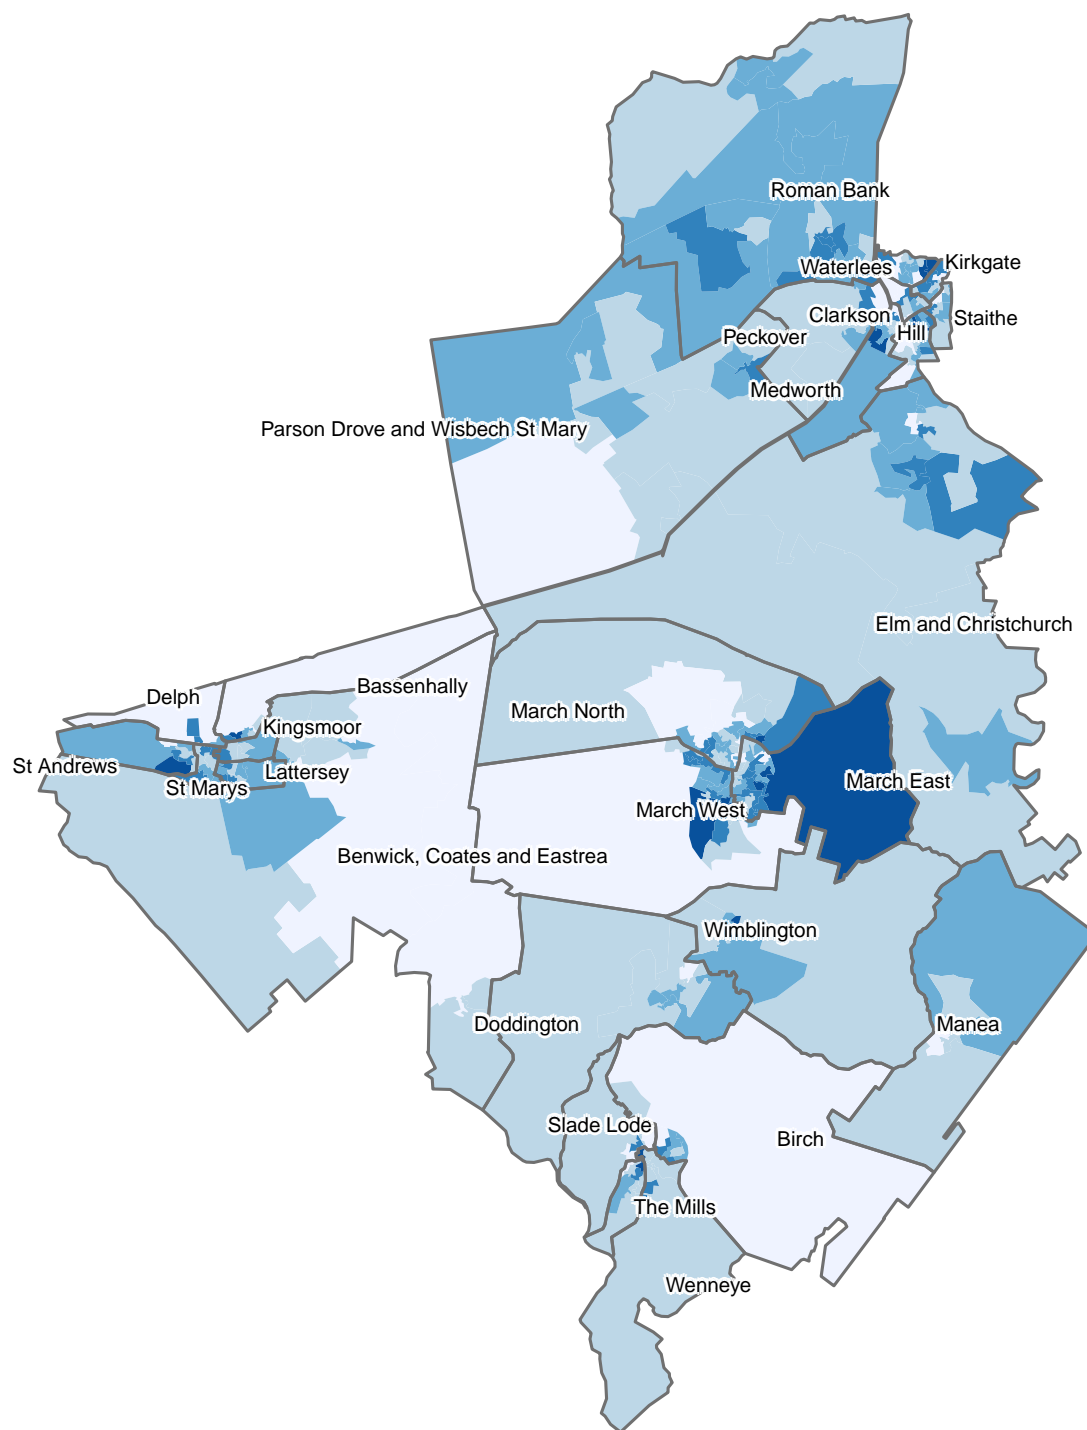 Roman Bank
Waterlees
Kirkgate
Clarkson
Staithe
Hill
Peckover
Medworth
Parson Drove and Wisbech St Mary
Elm and Christchurch
Bassenhally
Delph
March North
Kingsmoor
St Andrews
Lattersey
March East
St Marys
March West
Benwick, Coates and Eastrea
Wimblington
Doddington
Manea
Slade Lode
Birch
The Mills
Wenneye